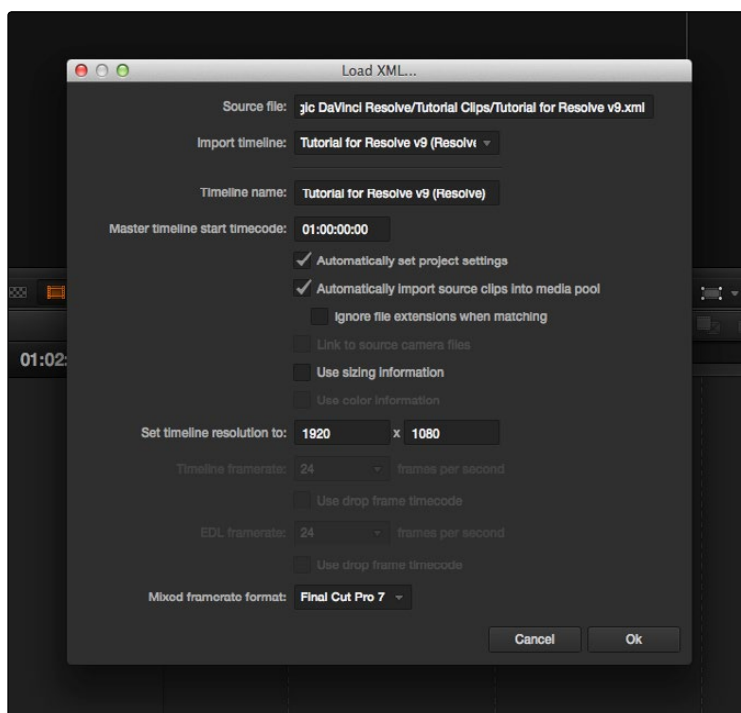 Load XML...
Source file: gic DaVinci Resolve/Tutorial Clips/Tutorial for Resolve v9.xml
Import timeline: Tutorial for Resolve v9 (Resolve
Timeline name: Tutorial for Resolve v9 (Resolve)
Master timeline start timecode: 01:00:00:00
Automatically set project settings
Automatically import source clips into media pool
Ignore file extensions when matching
01:02:
Link to source camera files
Use sizing information
Use color information
Set timeline resolution to: 1920 x 1080
Timeline framerate: 24 frames per second
Use drop frame timecode
EDL framerate: 24 frames per second
Use drop frame timecode
Mixed framerate format: Final Cut Pro 7
Cancel Ok